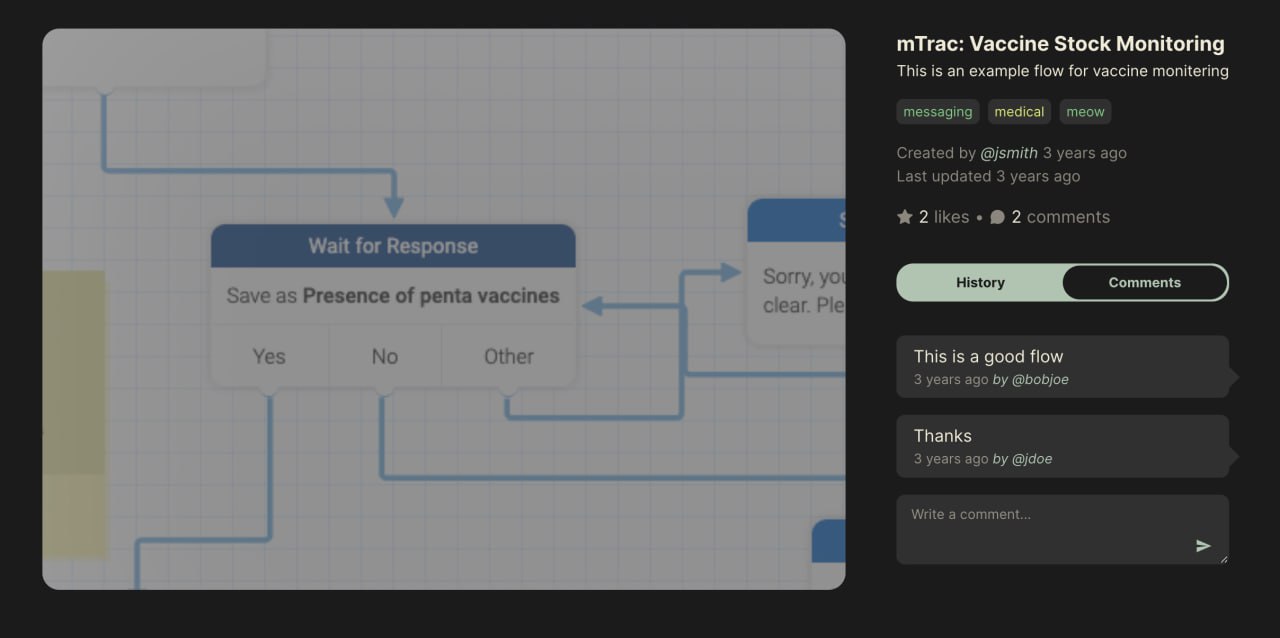 mTrac: Vaccine Stock Monitoring
This is an example flow for vaccine monitering
messaging medical meow
Created by @jsmith 3 years ago
Last updated 3 years ago
2 likes • 2 comments
History Comments
This is a good flow
3 years ago by @bobjoe
Thanks
3 years ago by @jdoe
Write a comment...
Wait for Response
Save as Presence of penta vaccines
Yes No Other
Sorry, you
clear. Ple